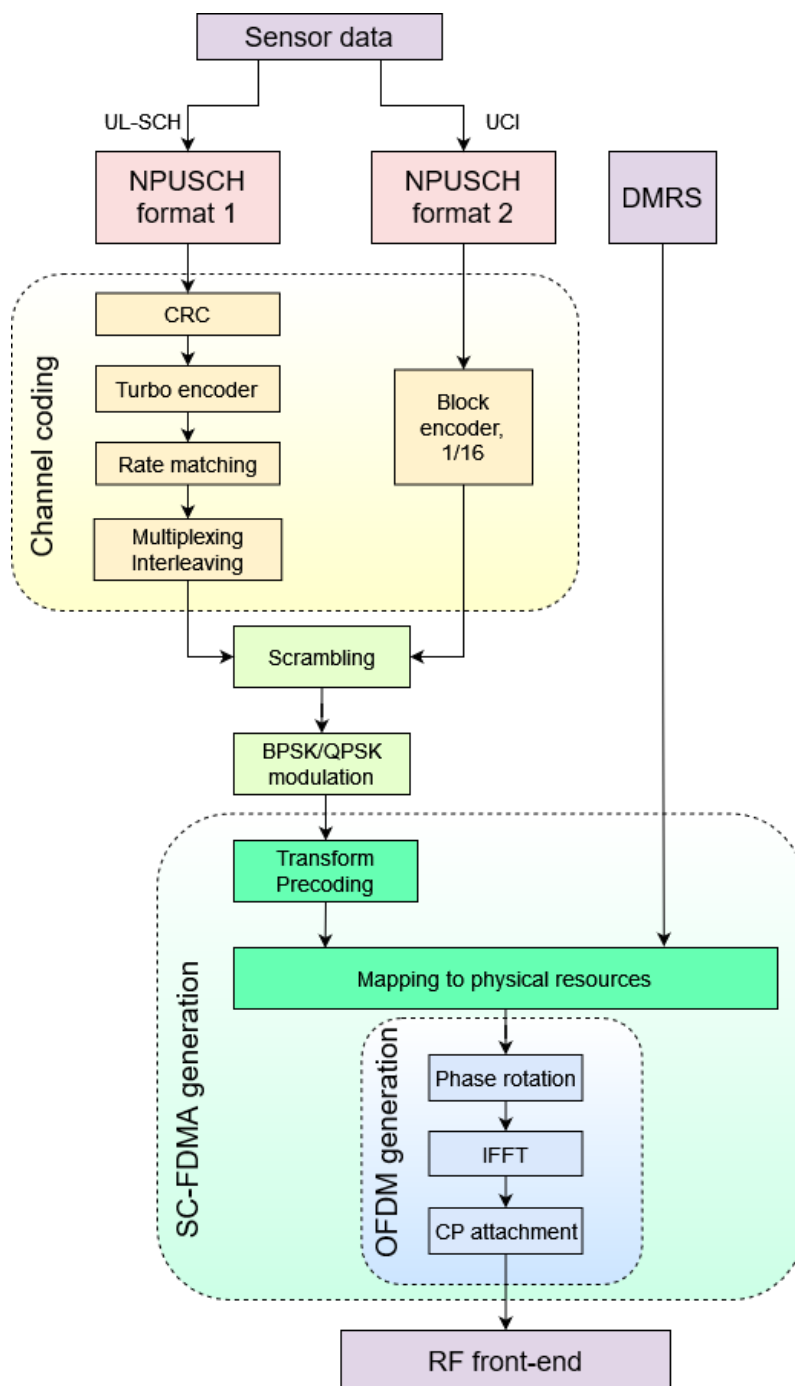 Sensor data
UL-SCH
UCI
NPUSCH
format 1
NPUSCH
format 2
DMRS
Channel coding
CRC
Turbo encoder
Rate matching
Multiplexing
Interleaving
Block
encoder,
1/16
Scrambling
BPSK/QPSK
modulation
SC-FDMA generation
Transform
Precoding
Mapping to physical resources
OFDM generation
Phase rotation
IFFT
CP attachment
RF front-end